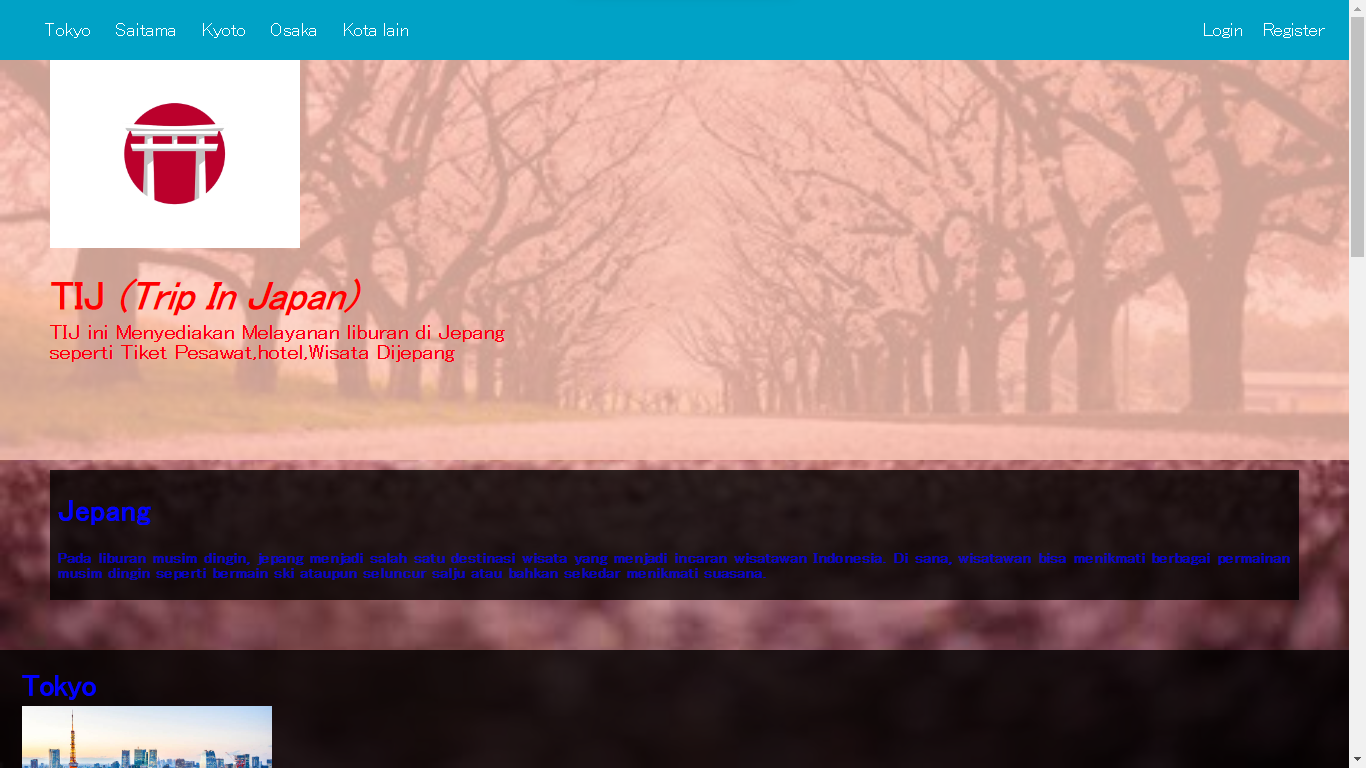 Tokyo Saitama Kyoto Osaka Kota lain Login Register
TIJ (Trip In Japan)
TIJ ini Menyediakan Melayanan liburan di Jepang
seperti Tiket Pesawat,hotel,Wisata Dijepang
Jepang
Pada liburan musim dingin, jepang menjadi salah satu destinasi wisata yang menjadi incaran wisatawan Indonesia. Di sana, wisatawan bisa menikmati berbagai permainan
musim dingin seperti bermain ski ataupun seluncur salju atau bahkan sekedar menikmati suasana
Tokyo